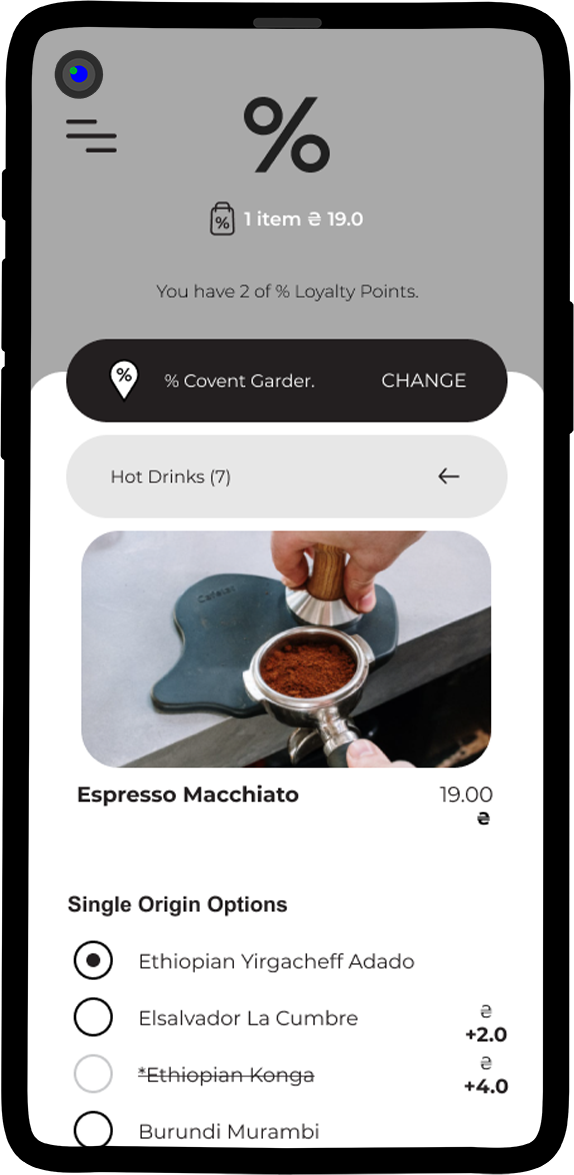 %
% 1 item ₴ 19.0
You have 2 of % Loyalty Points.
% % Covent Garder. CHANGE
Hot Drinks (7) ←
Espresso Macchiato 19.00
₴
Single Origin Options
Ethiopian Yirgacheff Adado
Elsalvador La Cumbre ₴ +2.0
*Ethiopian Konga ₴ +4.0
Burundi Murambi